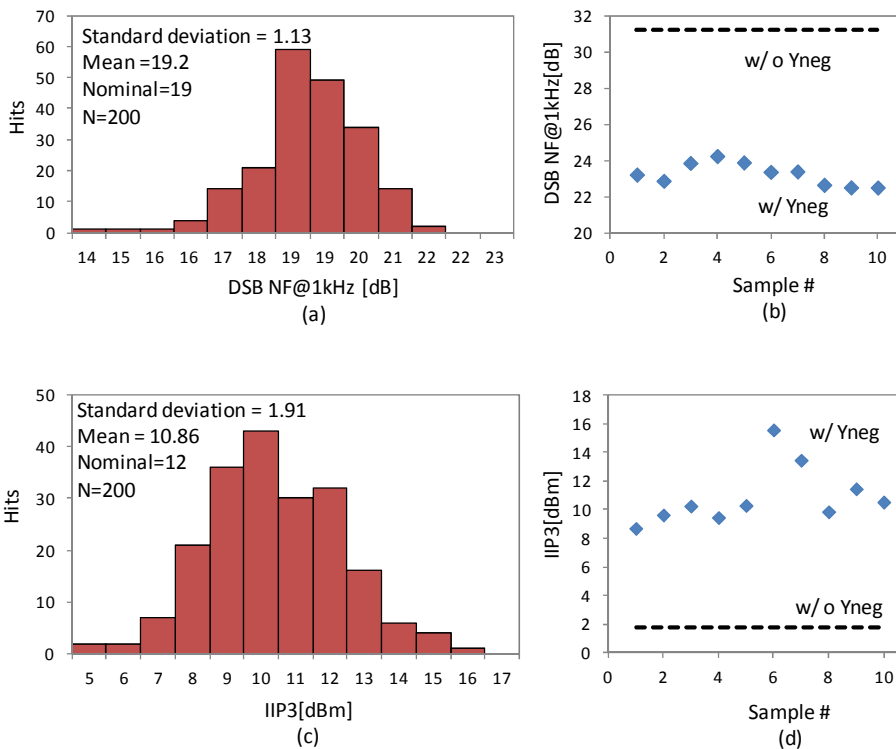 70
60
50
40
30
20
10
0
Hits
Standard deviation = 1.13
Mean =19.2
Nominal=19
N=200
14 15 16 16 17 18 19 19 20 21 22 22 23
DSB NF@1kHz [dB]
(a)
32
30
28
26
24
22
20
DSB NF@1kHz[dB]
w/ o Yneg
w/ Yneg
0 2 4 6 8 10
Sample #
(b)
50
40
30
20
10
0
Hits
Standard deviation = 1.91
Mean = 10.86
Nominal=12
N=200
5 6 7 8 9 10 11 12 13 14 15 16 17
IIP3[dBm]
(c)
18
16
14
12
10
8
6
4
2
0
IIP3[dBm]
w/ Yneg
w/ o Yneg
0 2 4 6 8 10
Sample #
(d)